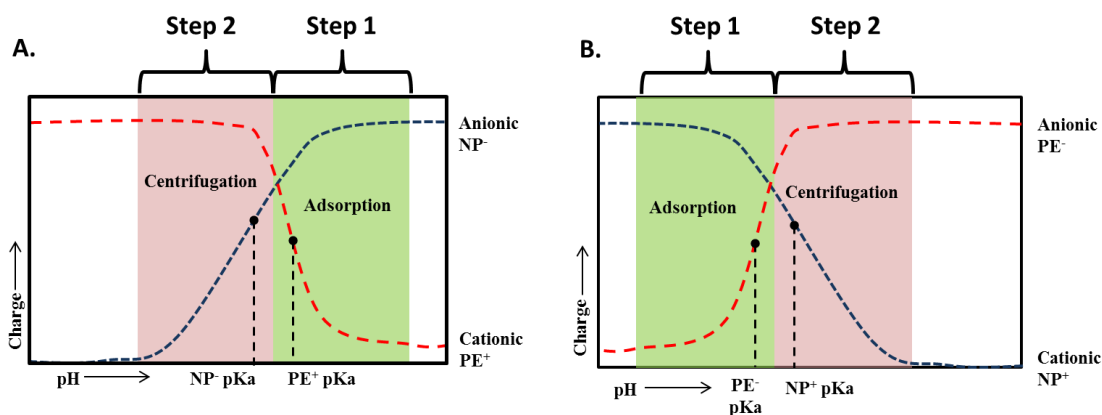 A.
Step 2
Step 1
Anionic
NP-
Centrifugation
Adsorption
Charge
Cationic
PE+
pH
NP- pKa
PE+ pKa
B.
Step 1
Step 2
Anionic
PE-
Adsorption
Centrifugation
Charge
Cationic
NP+
pH
PE-
pKa
NP+ pKa